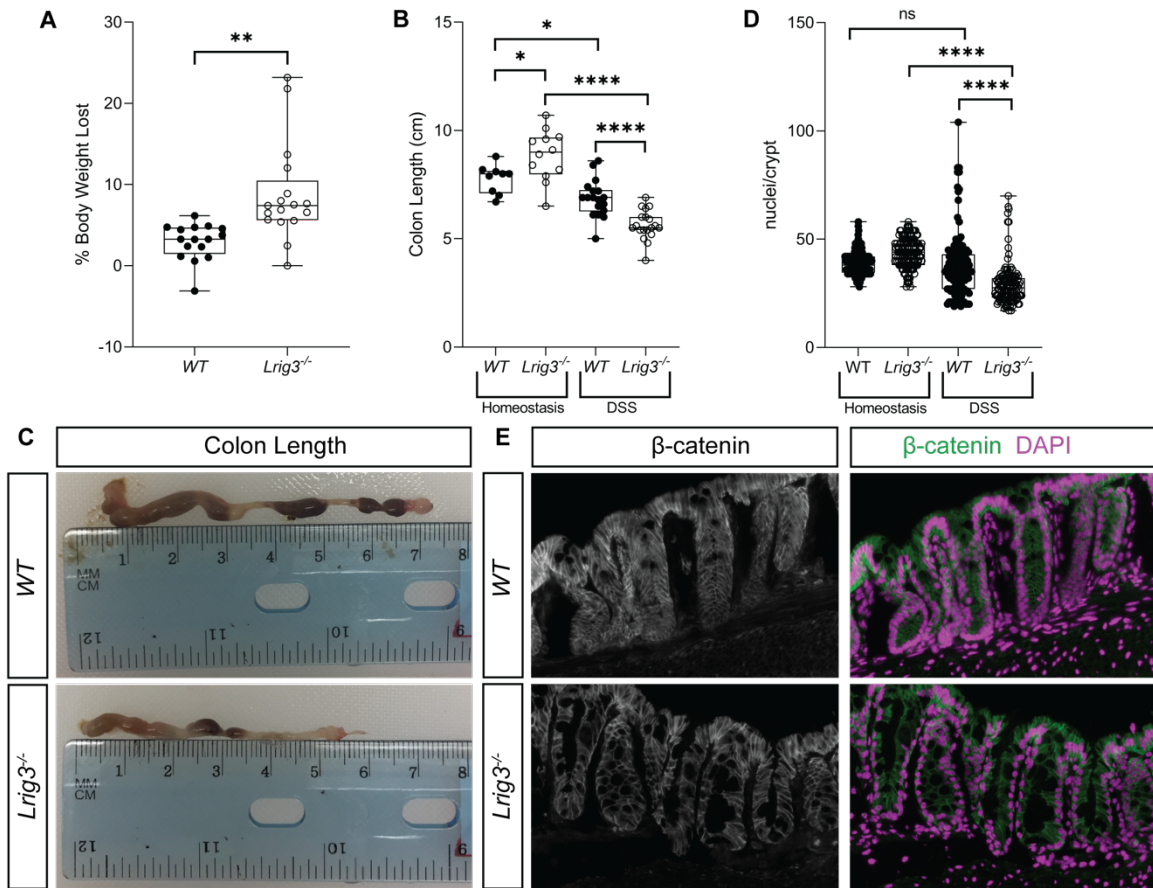 A
% Body Weight Lost
30
20
10
0
-10
**
WT
Lrig3-/-
B
Colon Length (cm)
15
10
5
0
*
*
****
****
WT
Lrig3-/-
WT
Lrig3-/-
Homeostasis
DSS
D
nuclei/crypt
150
100
50
0
ns
****
****
WT
Lrig3-/-
WT
Lrig3-/-
Homeostasis
DSS
C
Colon Length
WT
1 2 3 4 5 6 7 8
MM
CM
12 11 10 9
Lrig3-/-
1 2 3 4 5 6 7 8
MM
CM
12 11 10 9
E
β-catenin
β-catenin DAPI
WT
Lrig3-/-